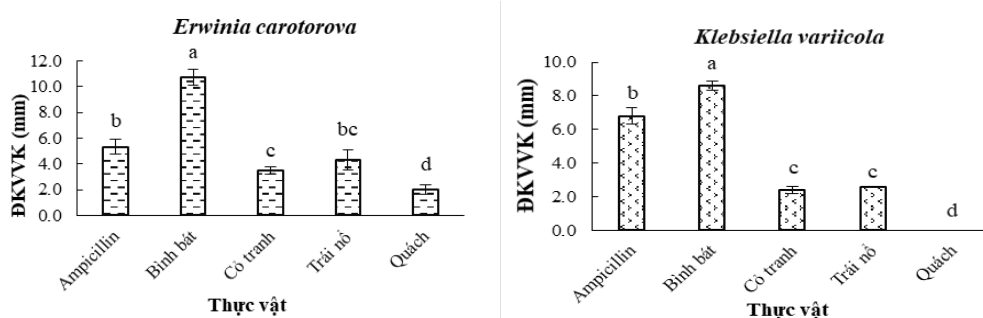 Erwinia carotorova
ĐKVVK (mm)
12.0
10.0
8.0
6.0
4.0
2.0
0.0
a
b
bc
c
d
Ampicillin
Bình bát
Cỏ tranh
Trái nổ
Quách
Thực vật
Klebsiella variicola
ĐKVVK (mm)
10.0
8.0
6.0
4.0
2.0
0.0
a
b
c
c
d
Ampicillin
Bình bát
Cỏ tranh
Trái nổ
Quách
Thực vật